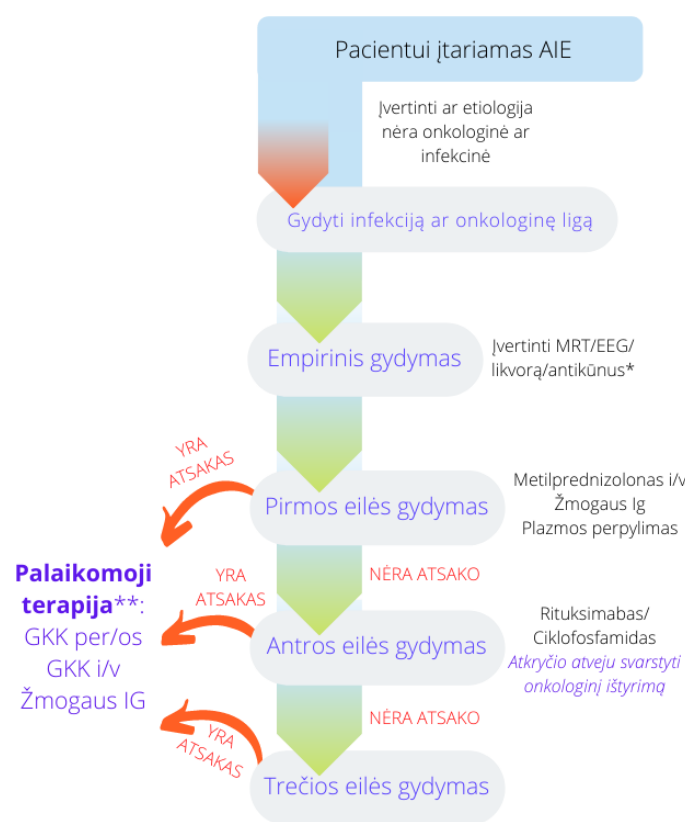 Pacientui įtariamas AIE
Įvertinti ar etiologija
nėra onkologinė ar
infekcinė
Gydyti infekciją ar onkologinę ligą
Empirinis gydymas
Įvertinti MRT/EEG/
likvorą/antikūnus*
YRA
ATSAKAS
Pirmos eilės gydymas
Metilprednizolonas i/v
Žmogaus Ig
Plazmos perpylimas
NĖRA ATSAKO
Palaikomoji
terapija**:
GKK per/os
GKK i/v
Žmogaus IG
YRA
ATSAKAS
Antros eilės gydymas
Rituksimabas/
Ciklofosfamidas
Atkryčio atveju svarstyti
onkologinį ištyrimą
NĖRA ATSAKO
YRA
ATSAKAS
Trečios eilės gydymas